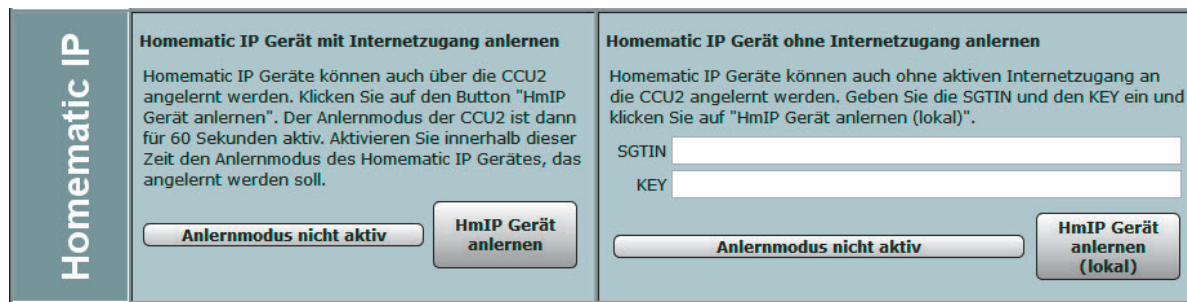 Homematic IP
Homematic IP Gerät mit Internetzugang anlernen
Homematic IP Geräte können auch über die CCU2
angelernt werden. Klicken Sie auf den Button "HmIP
Gerät anlernen". Der Anlernmodus der CCU2 ist dann
für 60 Sekunden aktiv. Aktivieren Sie innerhalb dieser
Zeit den Anlernmodus des Homematic IP Gerätes, das
angelernt werden soll.
Anlernmodus nicht aktiv
HmIP Gerät
anlernen
Homematic IP Gerät ohne Internetzugang anlernen
Homematic IP Geräte können auch ohne aktiven Internetzugang an
die CCU2 angelernt werden. Geben Sie die SGTIN und den KEY ein und
klicken Sie auf "HmIP Gerät anlernen (lokal)".
SGTIN
KEY
Anlernmodus nicht aktiv
HmIP Gerät
anlernen
(lokal)